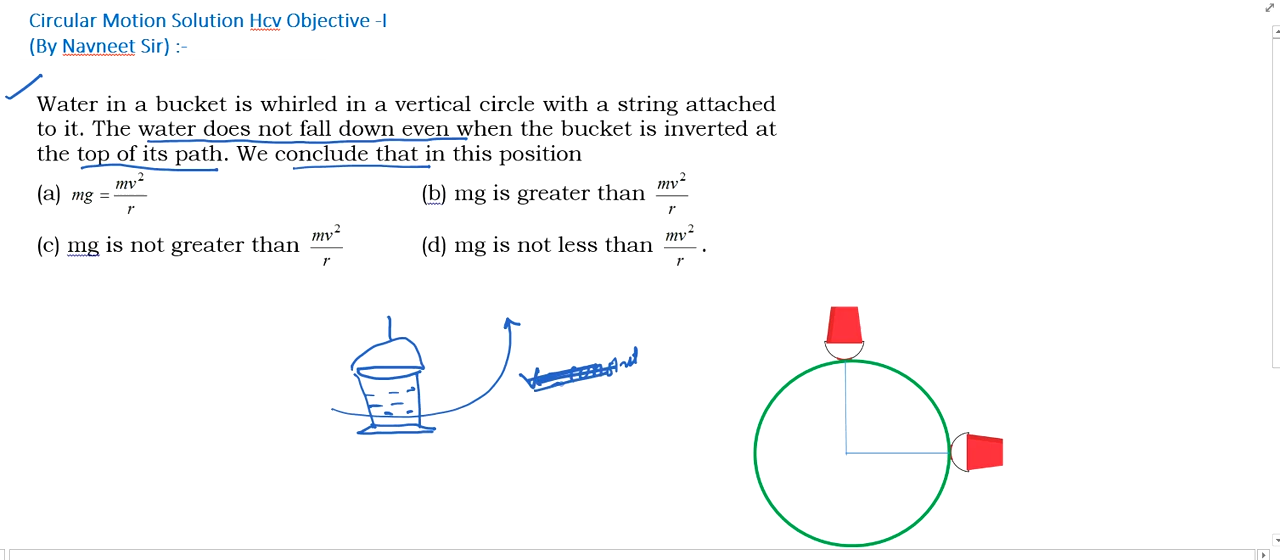 Circular Motion Solution Hcv Objective -I
(By Navneet Sir) :-
Water in a bucket is whirled in a vertical circle with a string attached
to it. The water does not fall down even when the bucket is inverted at
the top of its path. We conclude that in this position
(a) mg = mv²/r (b) mg is greater than mv²/r
(c) mg is not greater than mv²/r (d) mg is not less than mv²/r .